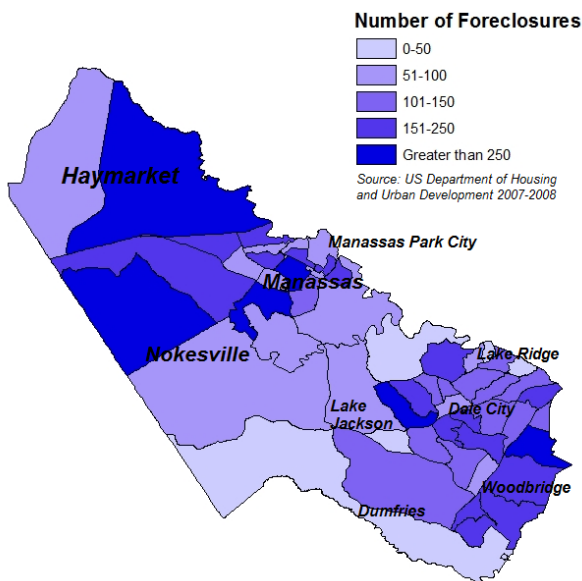 Number of Foreclosures
0-50
51-100
101-150
151-250
Greater than 250
Source: US Department of Housing
and Urban Development 2007-2008
Haymarket
Manassas Park City
Manassas
Nokesville
Lake Ridge
Lake
Jackson
Dale City
Woodbridge
Dumfries